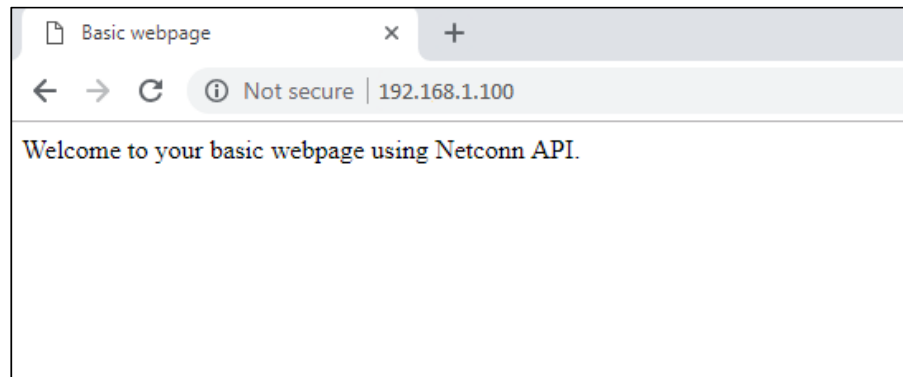 Basic webpage
Not secure | 192.168.1.100
Welcome to your basic webpage using Netconn API.